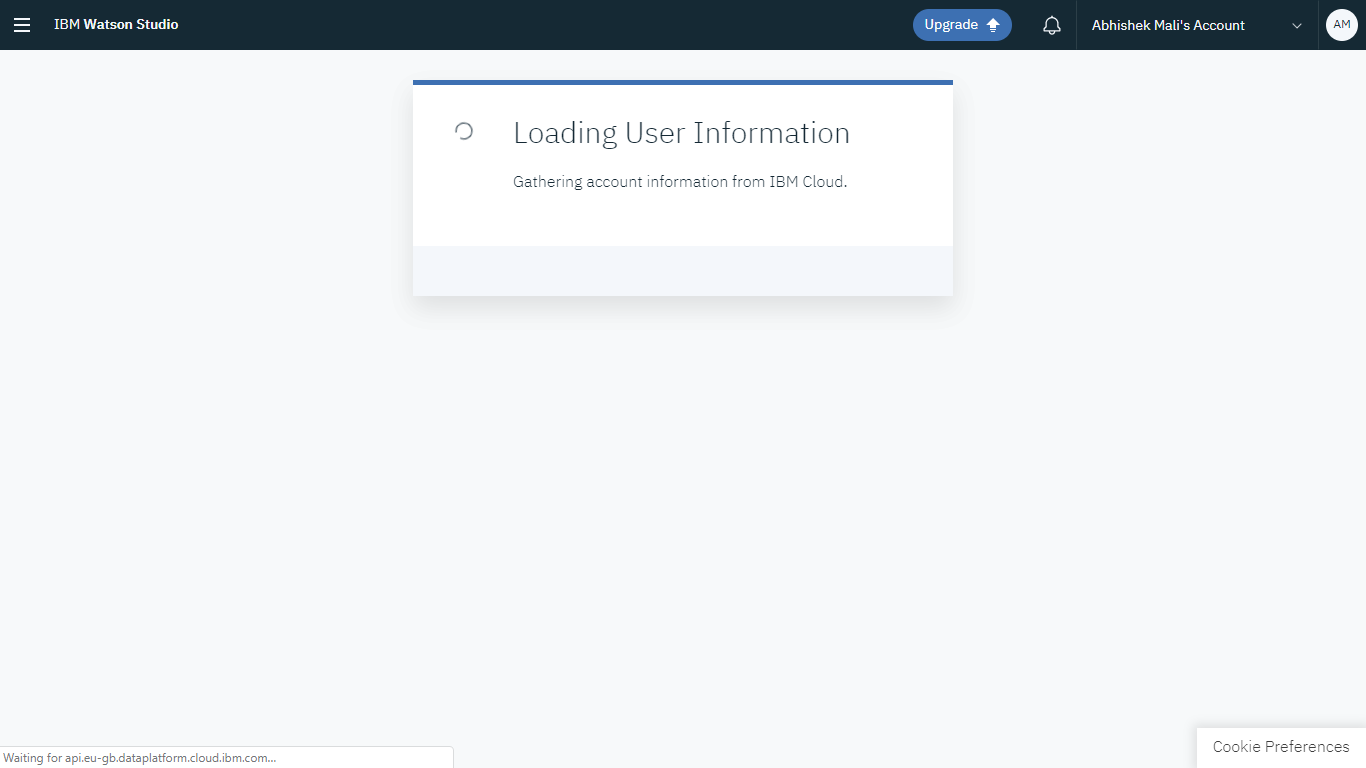 IBM Watson Studio
Upgrade
Abhishek Mali's Account
AM
Loading User Information
Gathering account information from IBM Cloud.
Cookie Preferences
Waiting for api.eu-gb.dataplatform.cloud.ibm.com...